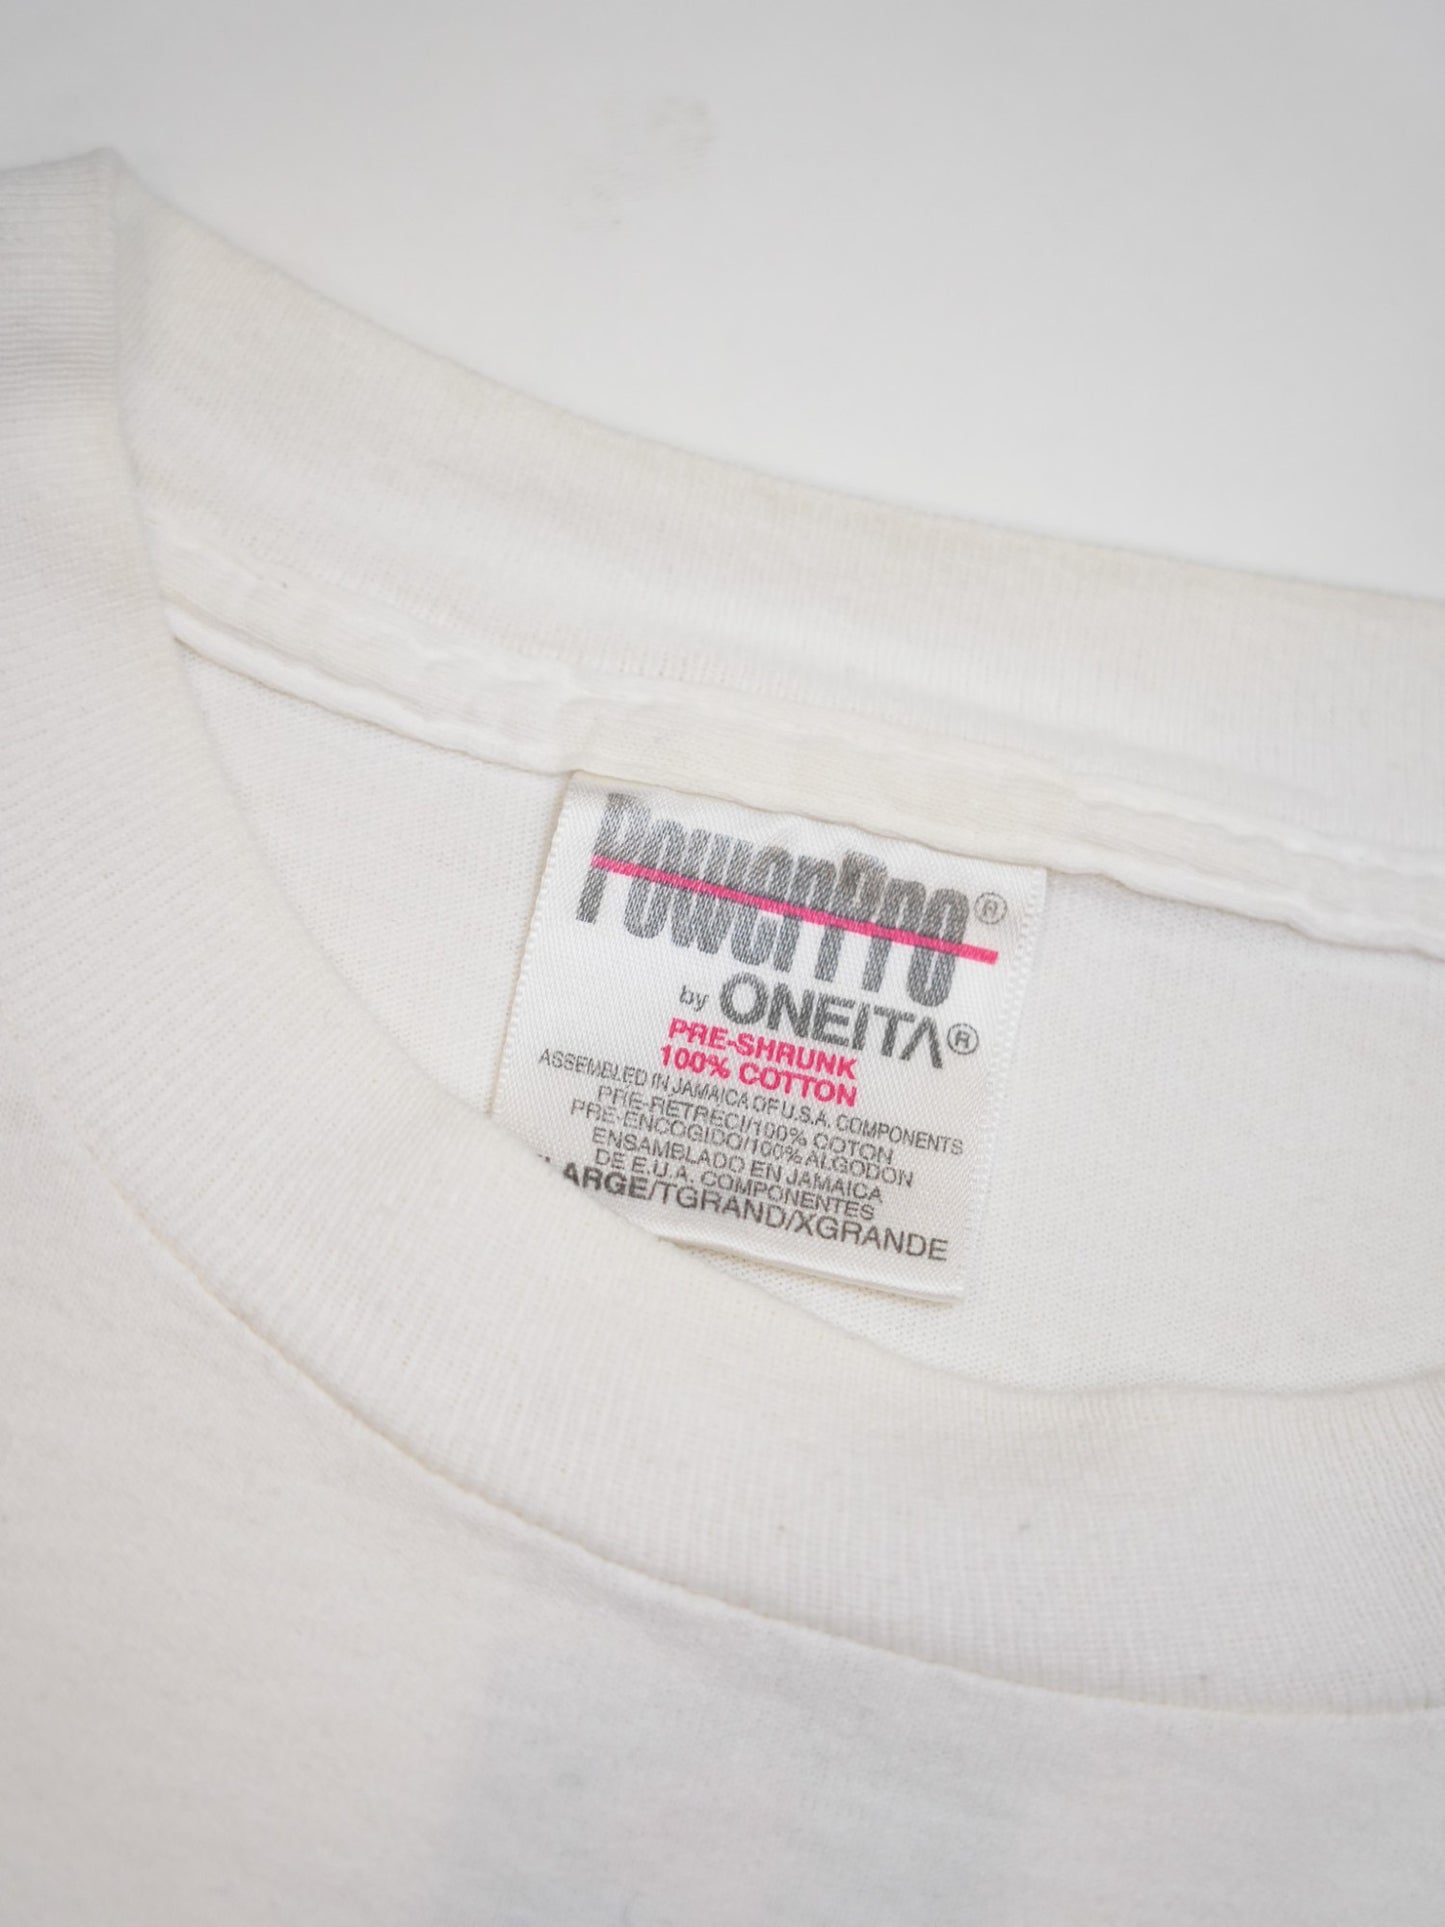 PowerPro®
by ONEITA®
PRE-SHRUNK
100% COTTON
ASSEMBLED IN JAMAICA OF U.S.A. COMPONENTS
PRE-RETRECI/100% COTON
PRE-ENCOGIDO/100% ALGODON
ENSAMBLADO EN JAMAICA
DE E.U.A. COMPONENTES
LARGE/TGRAND/XGRANDE